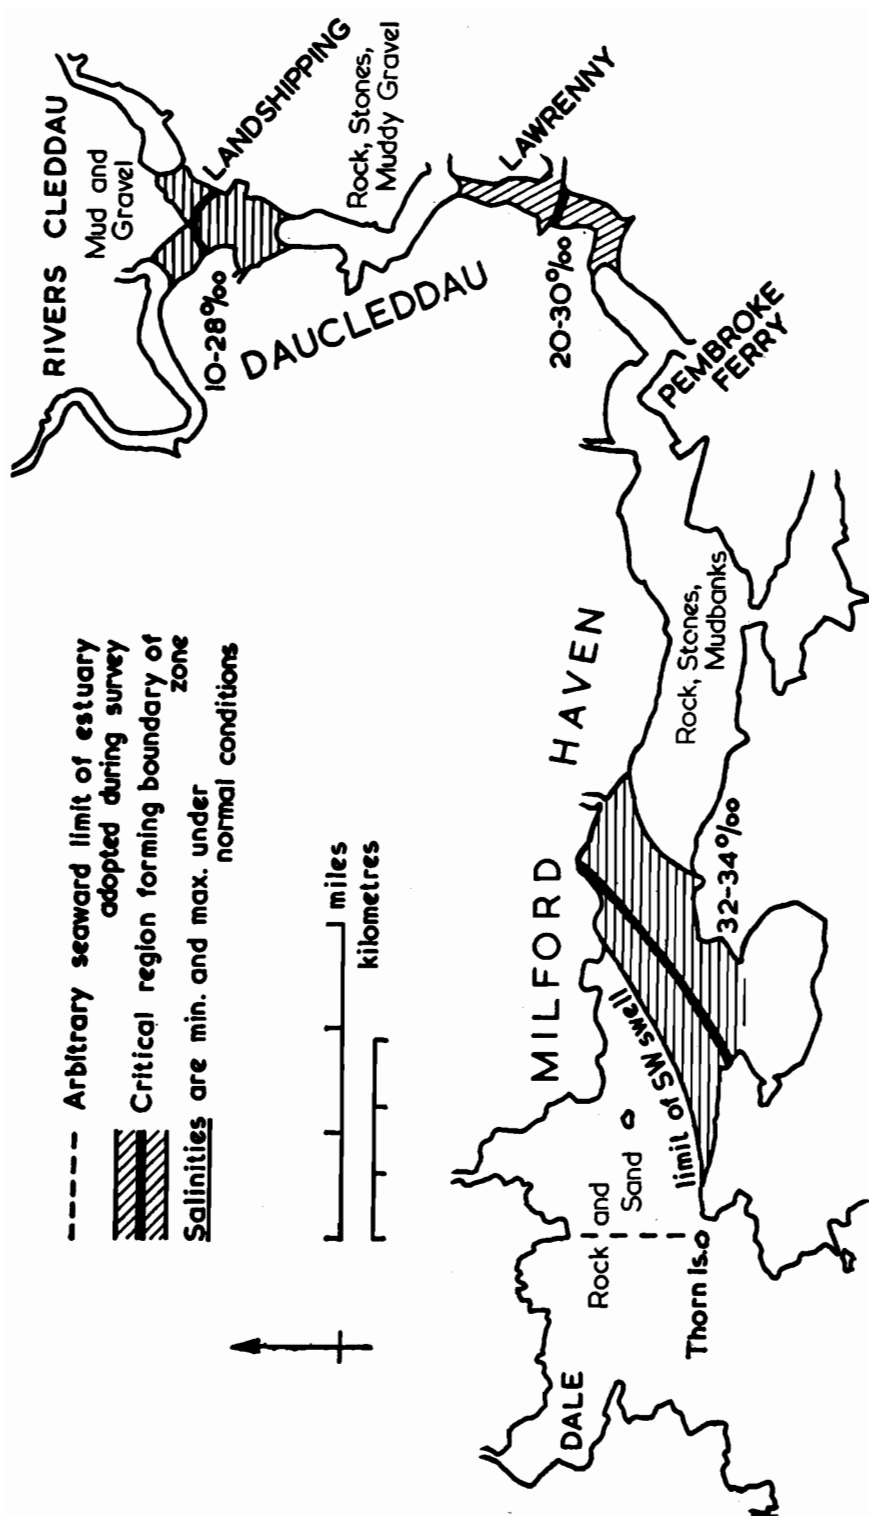 Arbitrary seaward limit of estuary
adopted during survey
Critical region forming boundary of
zone
Salinities are min. and max. under
normal conditions
miles
kilometres
RIVERS CLEDDAU
Mud and
Gravel
LANDSHIPPING
10-28‰
Rock, Stones,
Muddy Gravel
DAUCLEDDAU
LAWRENNY
20-30‰
PEMBROKE
FERRY
MILFORD HAVEN
Rock, Stones,
Mudbanks
32-34‰
limit of SW swell
Rock and
Sand
Thorn Is.
DALE